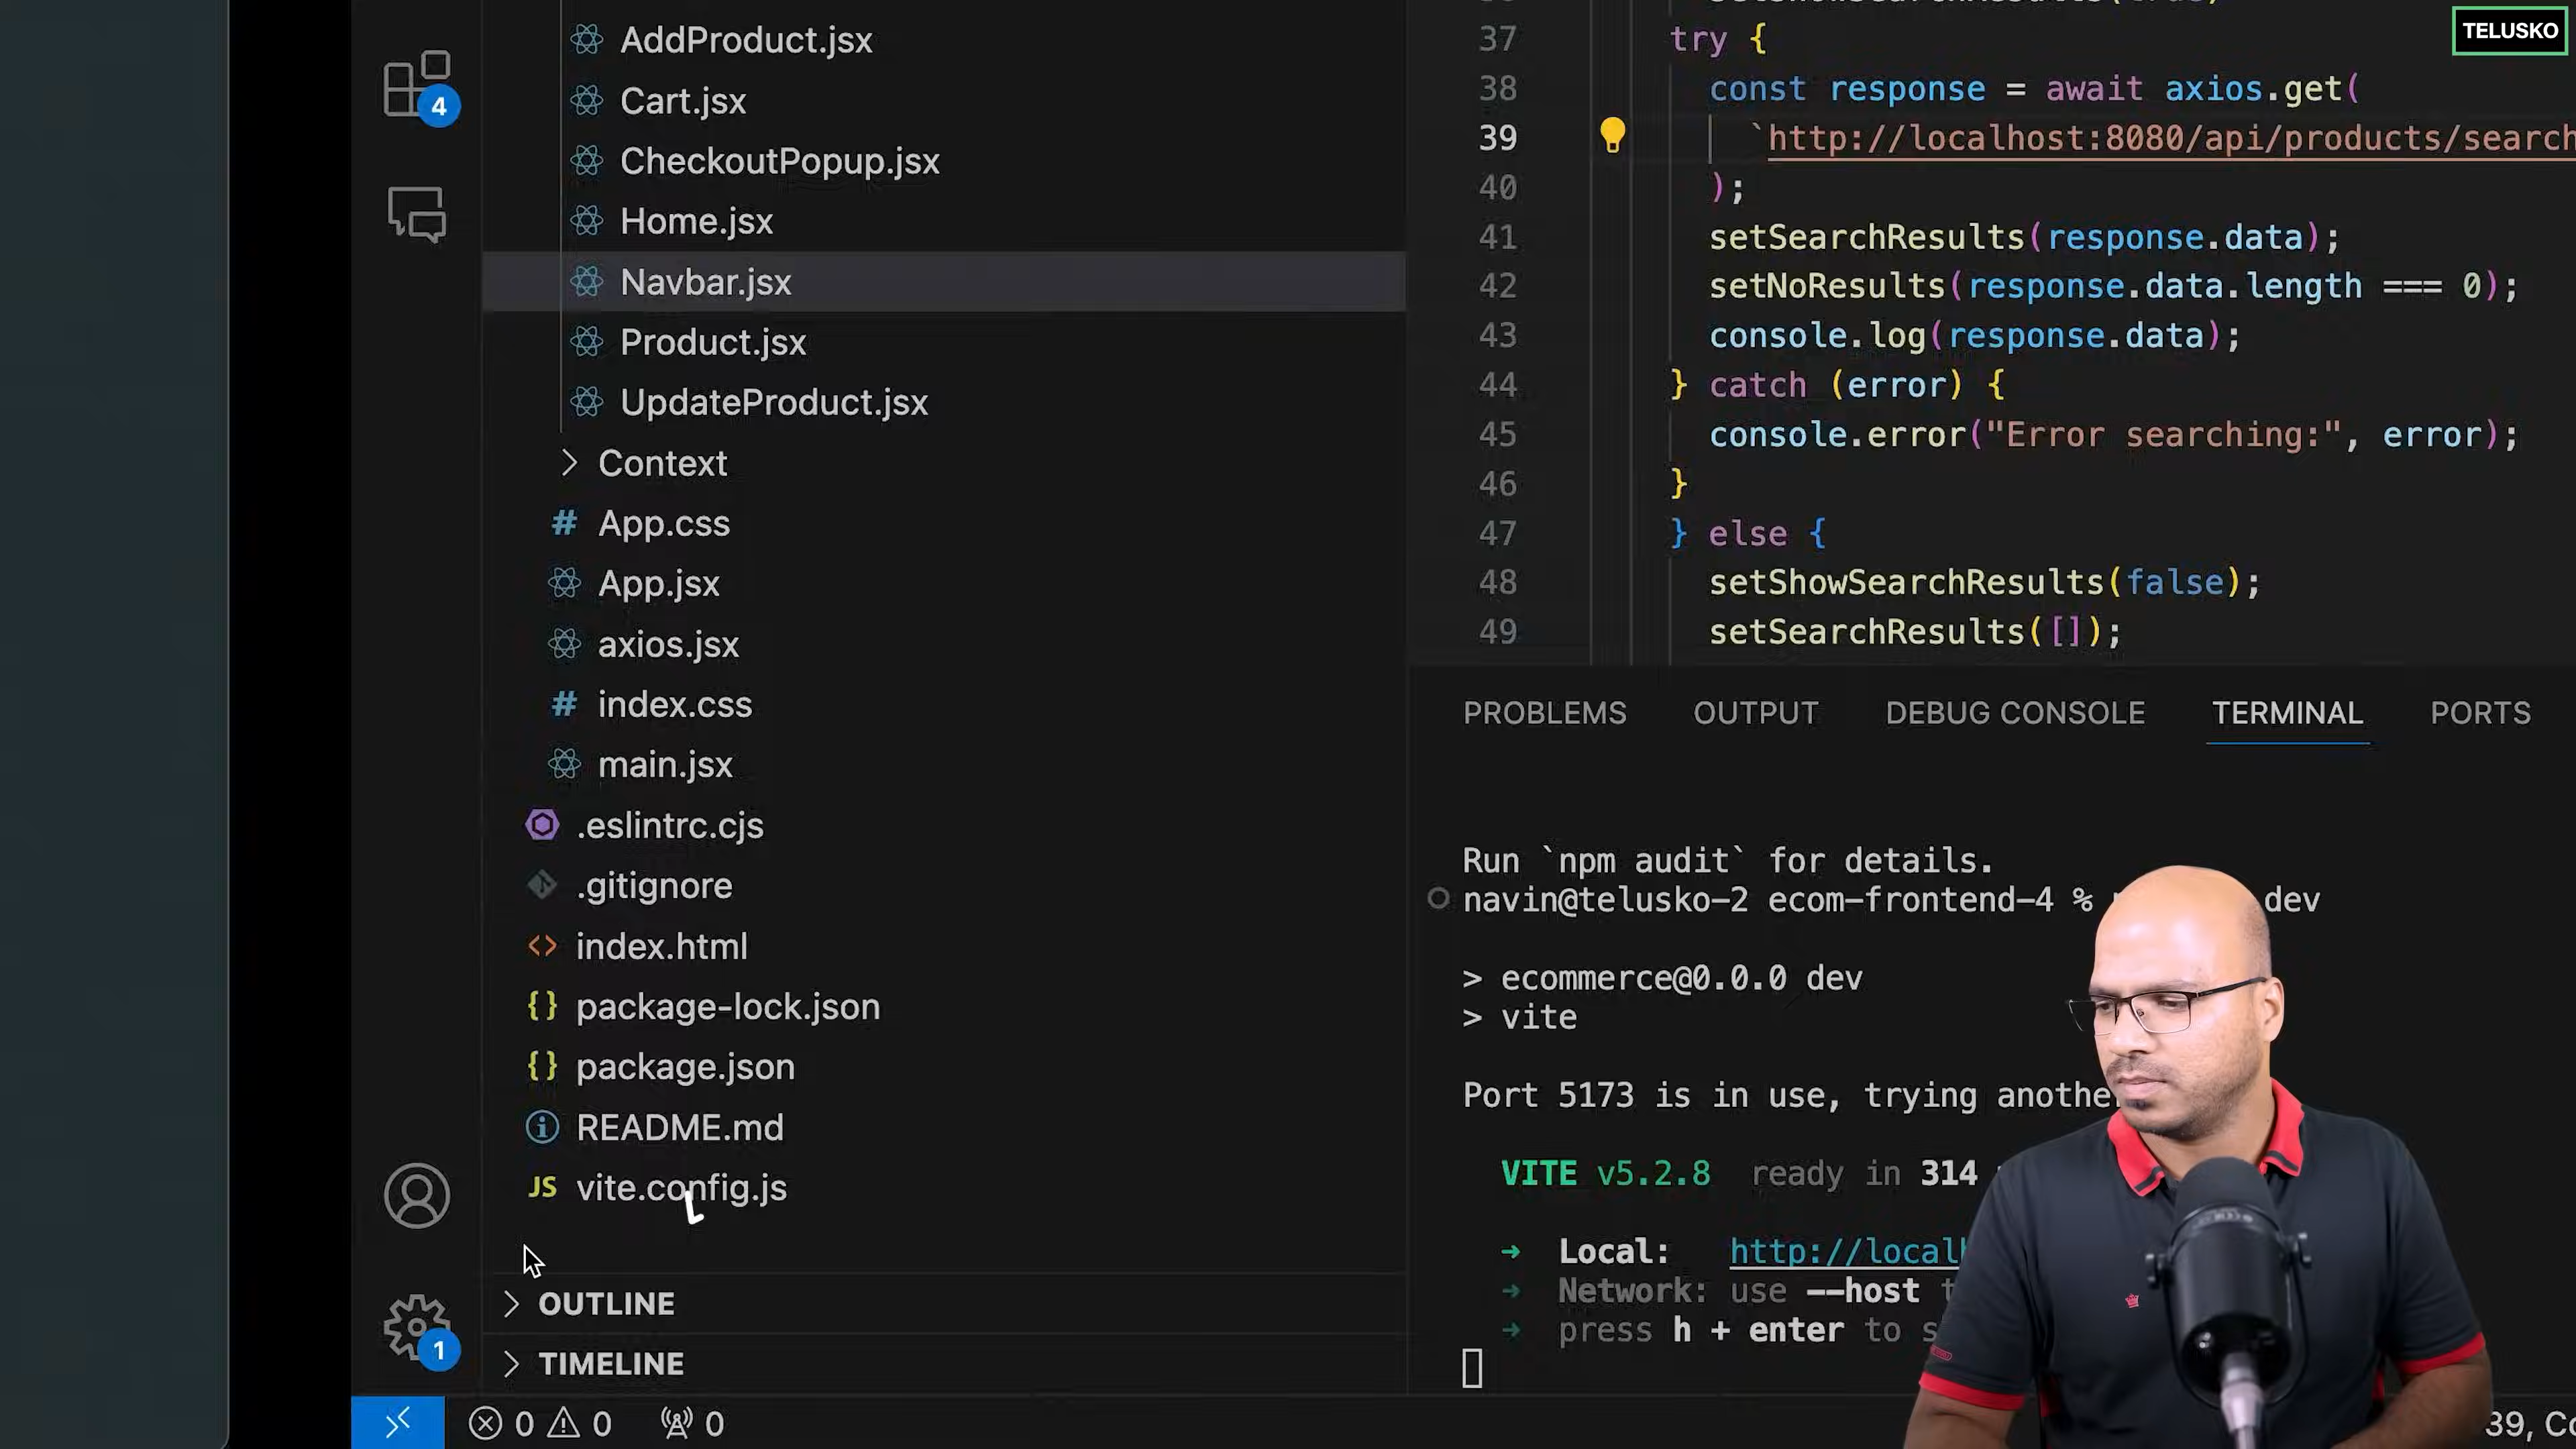 TELUSKO
4
AddProduct.jsx
Cart.jsx
CheckoutPopup.jsx
Home.jsx
Navbar.jsx
Product.jsx
UpdateProduct.jsx
Context
# App.css
App.jsx
axios.jsx
# index.css
main.jsx
.eslintrc.cjs
.gitignore
<> index.html
{} package-lock.json
{} package.json
README.md
JS vite.config.js
> OUTLINE
> TIMELINE
1
0 0 0
37 try {
38 const response = await axios.get(
39 `http://localhost:8080/api/products/search
40 );
41 setSearchResults(response.data);
42 setNoResults(response.data.length === 0);
43 console.log(response.data);
44 } catch (error) {
45 console.error("Error searching:", error);
46 }
47 } else {
48 setShowSearchResults(false);
49 setSearchResults([]);
PROBLEMS OUTPUT DEBUG CONSOLE TERMINAL PORTS
Run `npm audit` for details.
navin@telusko-2 ecom-frontend-4 % dev
> ecommerce@0.0.0 dev
> vite
Port 5173 is in use, trying
VITE v5.2.8 ready in 314
➜ Local: http://local
➜ Network: use --host
➜ press h + enter to
39,